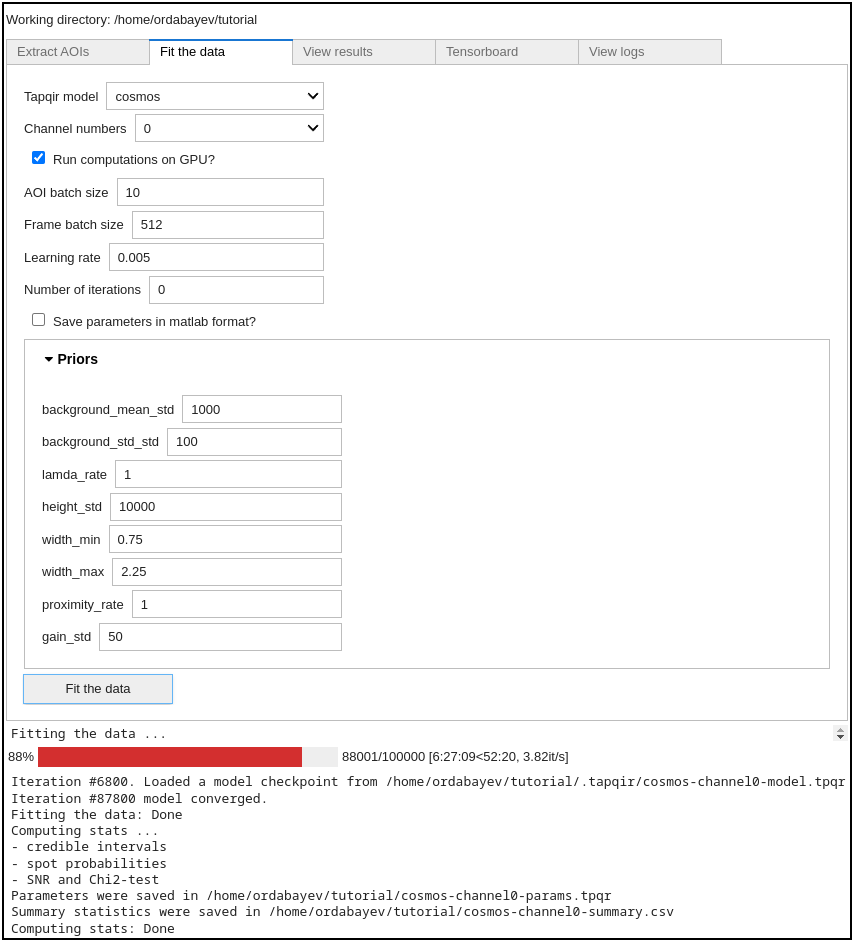 Working directory: /home/ordabayev/tutorial
Extract AOIs Fit the data View results Tensorboard View logs
Tapqir model cosmos
Channel numbers 0
Run computations on GPU?
AOI batch size 10
Frame batch size 512
Learning rate 0.005
Number of iterations 0
Save parameters in matlab format?
Priors
background_mean_std 1000
background_std_std 100
lamda_rate 1
height_std 10000
width_min 0.75
width_max 2.25
proximity_rate 1
gain_std 50
Fit the data
Fitting the data ...
88% 88001/100000 [6:27:09<52:20, 3.82it/s]
Iteration #6800. Loaded a model checkpoint from /home/ordabayev/tutorial/.tapqir/cosmos-channel0-model.tpqr
Iteration #87800 model converged.
Fitting the data: Done
Computing stats ...
- credible intervals
- spot probabilities
- SNR and Chi2-test
Parameters were saved in /home/ordabayev/tutorial/cosmos-channel0-params.tpqr
Summary statistics were saved in /home/ordabayev/tutorial/cosmos-channel0-summary.csv
Computing stats: Done